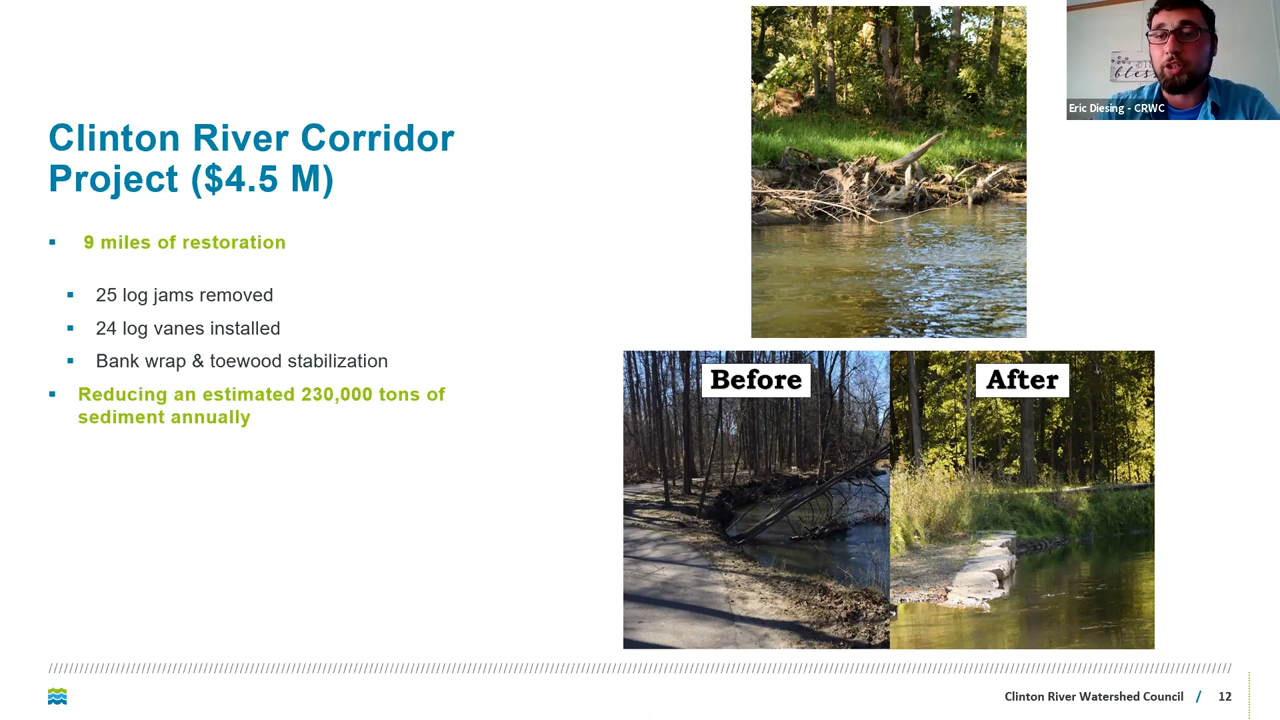 Clinton River Corridor
Project ($4.5 M)
9 miles of restoration
25 log jams removed
24 log vanes installed
Bank wrap & toewood stabilization
Reducing an estimated 230,000 tons of
sediment annually
Before
After
Eric Diesing - CRWC
Clinton River Watershed Council / 12